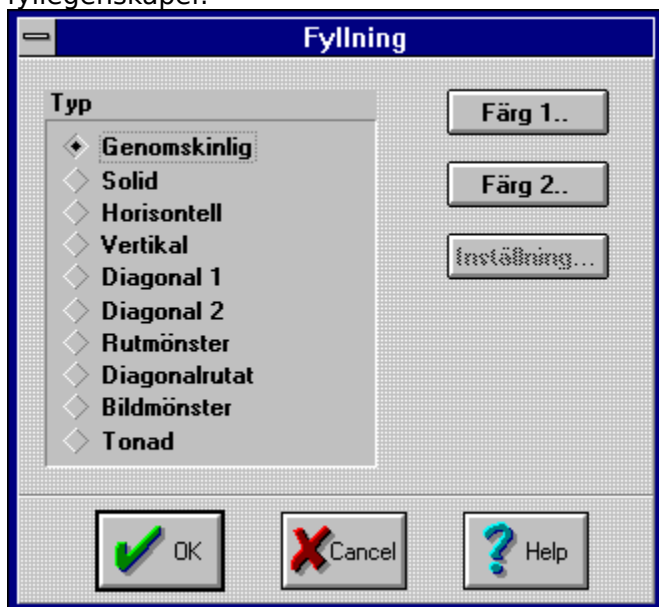 fyllegenskaper.
Fyllning
Typ
Genomskinlig
Solid
Horisontell
Vertikal
Diagonal 1
Diagonal 2
Rutmönster
Diagonalrutat
Bildmönster
Tonad
Färg 1..
Färg 2..
Inställning...
OK
Cancel
Help